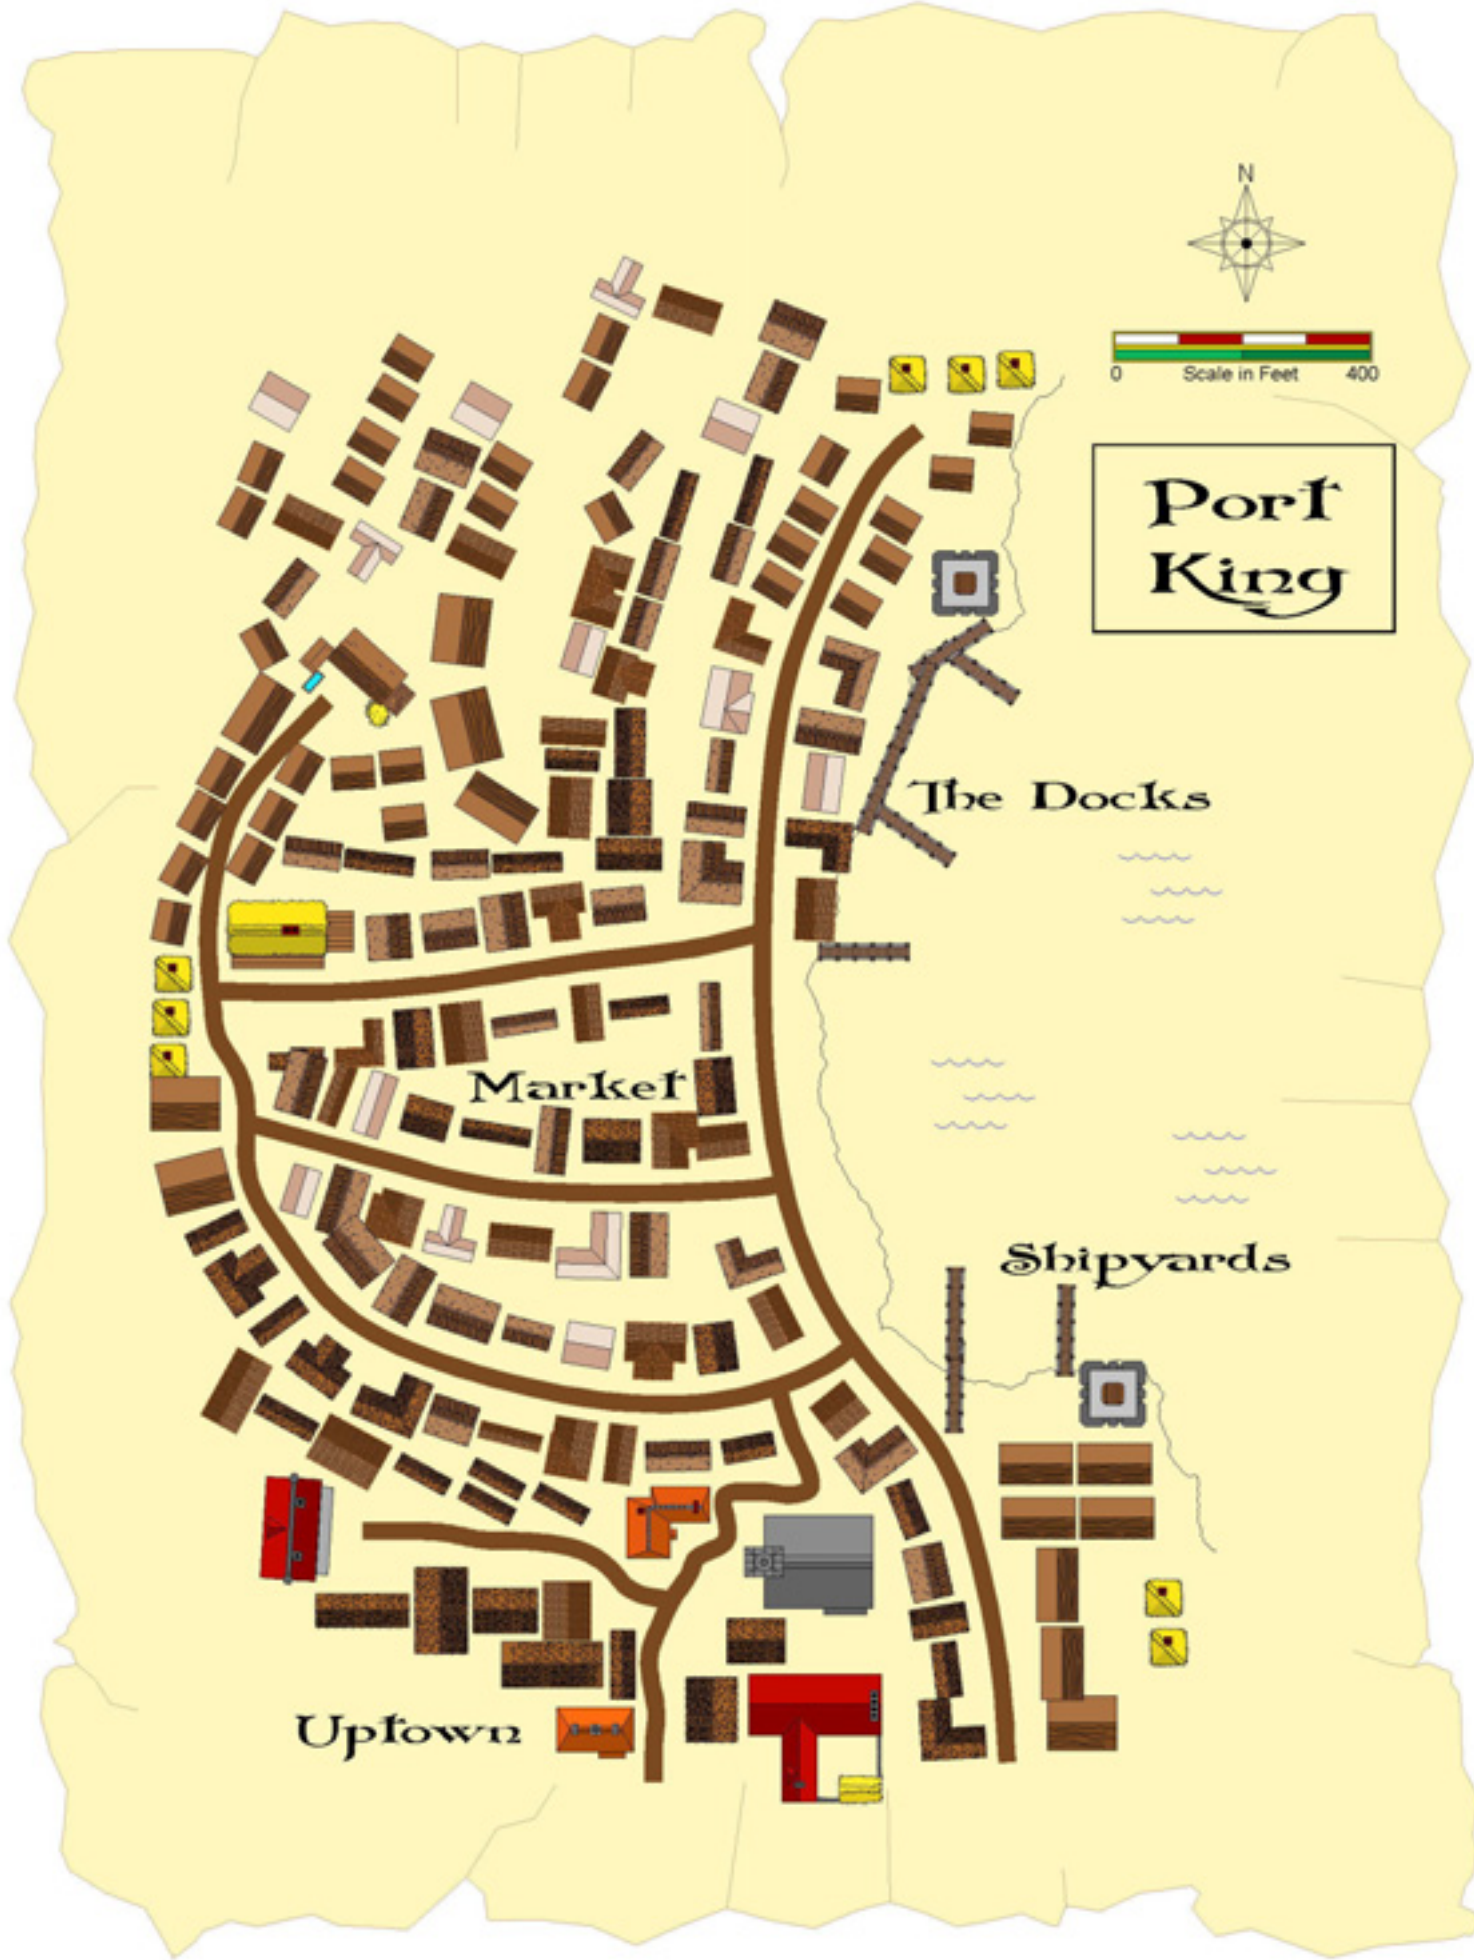 N
0 Scale in Feet 400
Port
King
The Docks
Market
Shipyards
Uptown